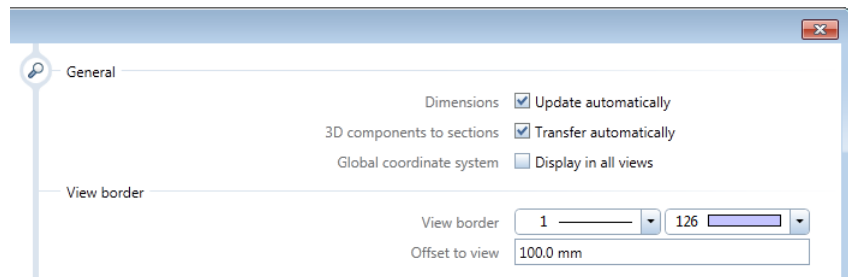 General
Dimensions Update automatically
3D components to sections Transfer automatically
Global coordinate system Display in all views
View border
View border 1 126
Offset to view 100.0 mm